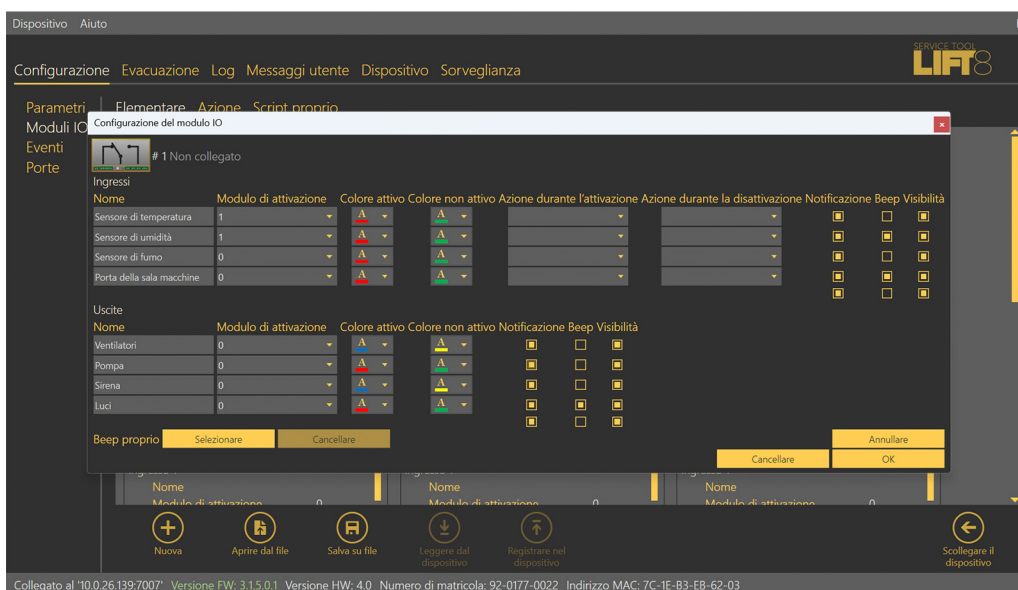 Dispositivo Aiuto
SERVICE TOOL
LIFT8
Configurazione Evacuazione Log Messaggi utente Dispositivo Sorveglianza
Parametri Elementare Azione Script proprio
Moduli IO
Eventi
Porte
Configurazione del modulo IO
# 1 Non collegato
Ingressi
Nome Modulo di attivazione Colore attivo Colore non attivo Azione durante l'attivazione Azione durante la disattivazione Notificazione Beep Visibilità
Sensore di temperatura 1 A A
Sensore di umidità 1 A A
Sensore di fumo 0 A A
Porta della sala macchine 0 A A
Uscite
Nome Modulo di attivazione Colore attivo Colore non attivo Notificazione Beep Visibilità
Ventilatori 0 A A
Pompa 0 A A
Sirena 0 A A
Luci 0 A A
Beep proprio Selezionare Cancellare Annullare
Cancellare OK
Nome Nome Nome
Modulo di attivazione 0 Modulo di attivazione 0 Modulo di attivazione 0
Nuova Aprire dal file Salva su file Leggere dal dispositivo Registrare nel dispositivo Scollegare il dispositivo
Collegato al '10.0.26.139:7007' Versione FW: 3.1.5.0.1 Versione HW: 4.0 Numero di matricola: 92-0177-0022 Indirizzo MAC: 7C-1E-B3-EB-62-03